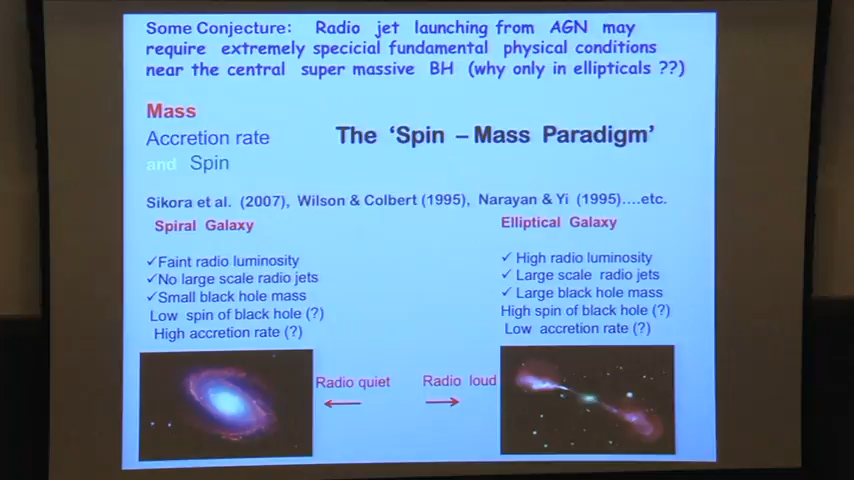 Some Conjecture: Radio jet launching from AGN may
require extremely specicial fundamental physical conditions
near the central super massive BH (why only in ellipticals ??)
Mass
Accretion rate
and Spin
The 'Spin – Mass Paradigm'
Sikora et al. (2007), Wilson & Colbert (1995), Narayan & Yi (1995)....etc.
Spiral Galaxy
✓Faint radio luminosity
✓No large scale radio jets
✓Small black hole mass
Low spin of black hole (?)
High accretion rate (?)
Elliptical Galaxy
✓ High radio luminosity
✓ Large scale radio jets
✓ Large black hole mass
High spin of black hole (?)
Low accretion rate (?)
Radio quiet
Radio loud